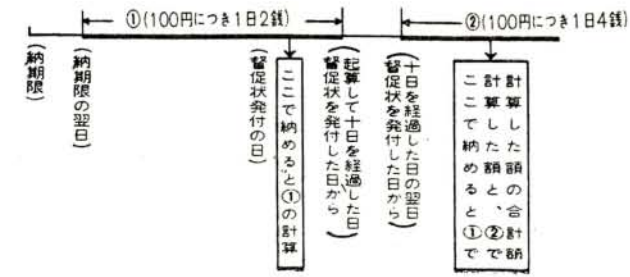 ①(100円につき1日2銭)
②(100円につき1日4銭)
(納期限)
(納期限の翌日)
(督促状発付の日)
ここで納めると①の計算
(督促状を発付した日から
起算して十日を経過した日)
(督促状を発付した日から
十日を経過した日の翌日)
ここで納めると①で
計算した額と、②で
計算した額の合計額